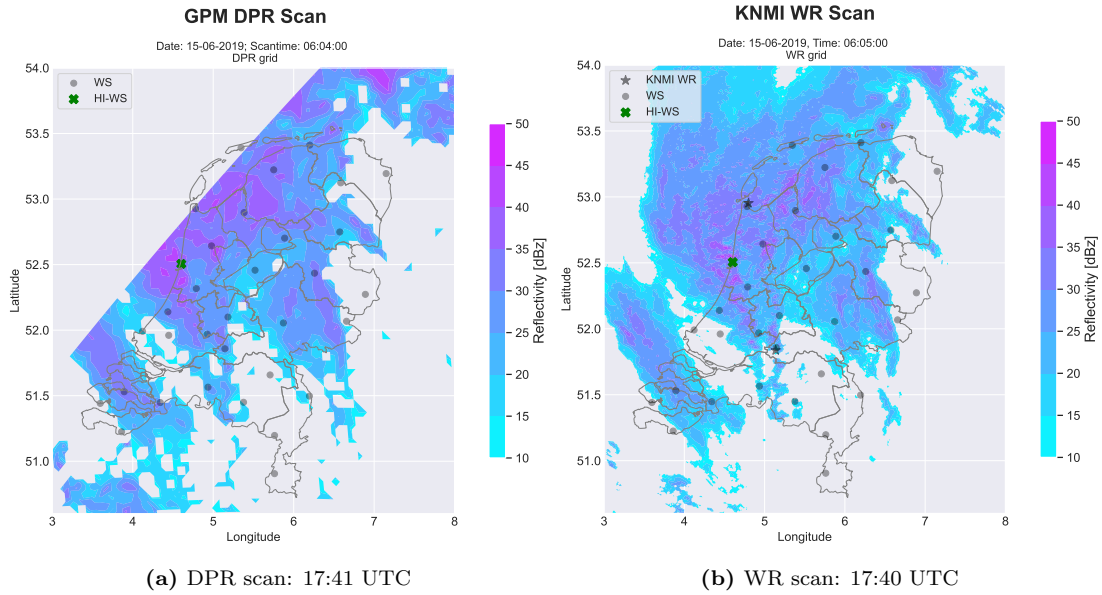 GPM DPR Scan
Date: 15-06-2019; Scantime: 06:04:00
DPR grid
WS
HI-WS
54.0
53.5
53.0
52.5
52.0
51.5
51.0
Latitude
3
4
5
6
7
8
Longitude
50
45
40
35
30
25
20
15
10
Reflectivity [dBz]
(a) DPR scan: 17:41 UTC
KNMI WR Scan
Date: 15-06-2019, Time: 06:05:00
WR grid
KNMI WR
WS
HI-WS
54.0
53.5
53.0
52.5
52.0
51.5
51.0
Latitude
3
4
5
6
7
8
Longitude
50
45
40
35
30
25
20
15
10
Reflectivity [dBz]
(b) WR scan: 17:40 UTC